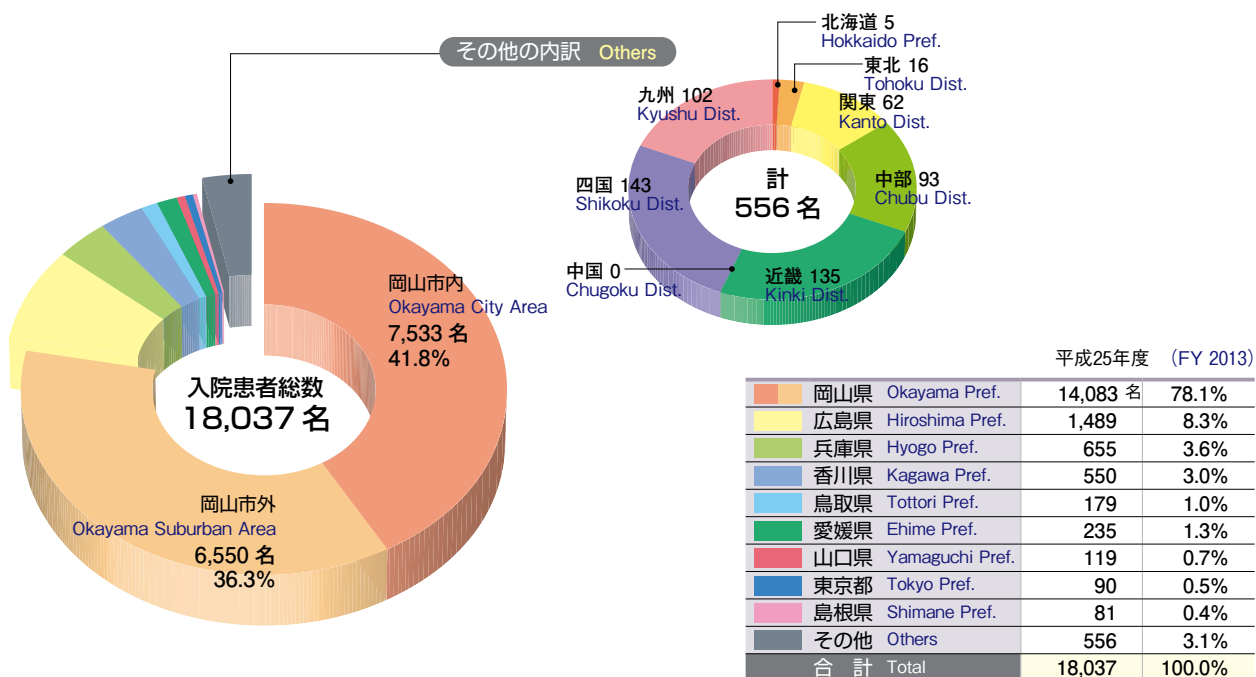 その他の内訳 Others
北海道 5
Hokkaido Pref.
東北 16
Tohoku Dist.
関東 62
Kanto Dist.
中部 93
Chubu Dist.
近畿 135
Kinki Dist.
中国 0
Chugoku Dist.
四国 143
Shikoku Dist.
九州 102
Kyushu Dist.
計
556 名
岡山市内
Okayama City Area
7,533 名
41.8%
入院患者総数
18,037 名
岡山市外
Okayama Suburban Area
6,550 名
36.3%
平成25年度 (FY 2013)
岡山県 Okayama Pref. 14,083 名 78.1%
広島県 Hiroshima Pref. 1,489 8.3%
兵庫県 Hyogo Pref. 655 3.6%
香川県 Kagawa Pref. 550 3.0%
鳥取県 Tottori Pref. 179 1.0%
愛媛県 Ehime Pref. 235 1.3%
山口県 Yamaguchi Pref. 119 0.7%
東京都 Tokyo Pref. 90 0.5%
島根県 Shimane Pref. 81 0.4%
その他 Others 556 3.1%
合 計 Total 18,037 100.0%